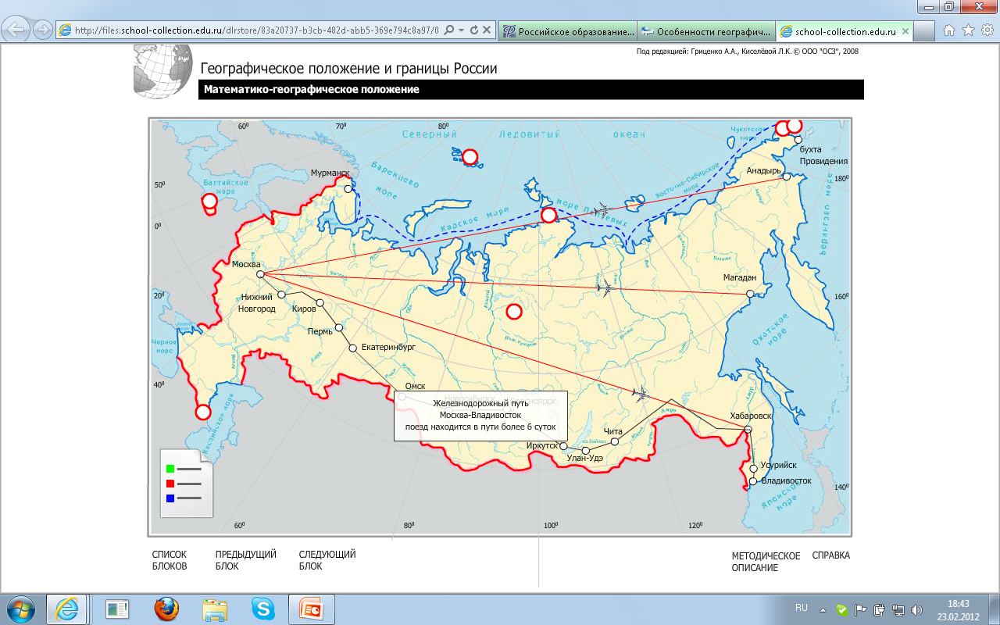 http://files.school-collection.edu.ru/dlrstore/83a20737-b3cb-482d-abb5-369e794c8a97/0
Российское образование...
Особенности географич...
school-collection.edu.ru
Под редакцией: Гриценко А.А., Киселёвой Л.К. © ООО "ОСЗ", 2008
Географическое положение и границы России
Математико-географическое положение
60⁰
70⁰
80⁰
Северный Ледовитый океан
Чукотское
море
бухта
Провидения
Мурманск
Баренцево
море
Анадырь
Балтийское
море
50⁰
180⁰
Восточно-Сибирское
море
море Лаптевых
Карское море
Берингово море
0⁰
Москва
Магадан
20⁰
Нижний
Новгород
Киров
160⁰
Пермь
Охотское
море
Черное
море
Екатеринбург
40⁰
Омск
Новосибирск
Красноярск
Железнодорожный путь
Москва-Владивосток
поезд находится в пути более 6 суток
Каспийское море
Амур
Хабаровск
Чита
Иркутск
Улан-Удэ
Усурийск
Владивосток
Японское
море
140⁰
60⁰
80⁰
100⁰
120⁰
СПИСОК
БЛОКОВ
ПРЕДЫДУЩИЙ
БЛОК
СЛЕДУЮЩИЙ
БЛОК
МЕТОДИЧЕСКОЕ
ОПИСАНИЕ
СПРАВКА
RU
18:43
23.02.2012